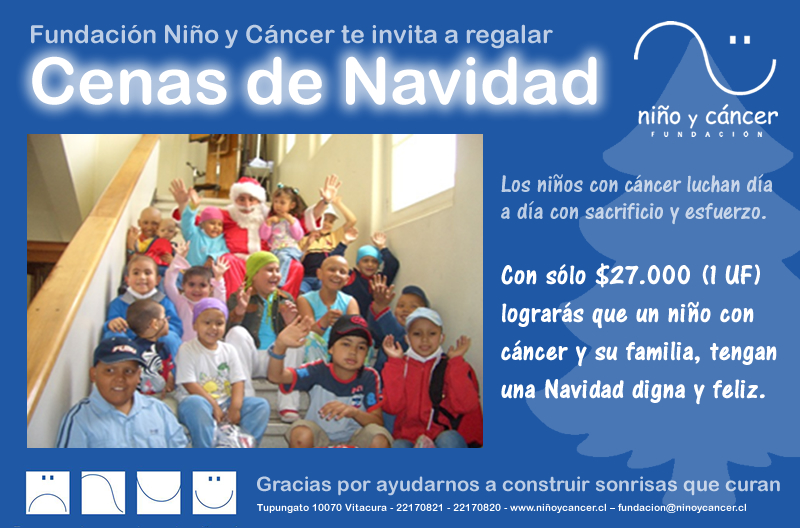 Fundación Niño y Cáncer te invita a regalar
Cenas de Navidad
niño y cáncer
FUNDACIÓN
Los niños con cáncer luchan día
a día con sacrificio y esfuerzo.
Con sólo $27.000 (1 UF)
lograrás que un niño con
cáncer y su familia, tengan
una Navidad digna y feliz.
Gracias por ayudarnos a construir sonrisas que curan
Tupungato 10070 Vitacura - 22170821 - 22170820 - www.niñoycancer.cl – fundacion@ninoycancer.cl